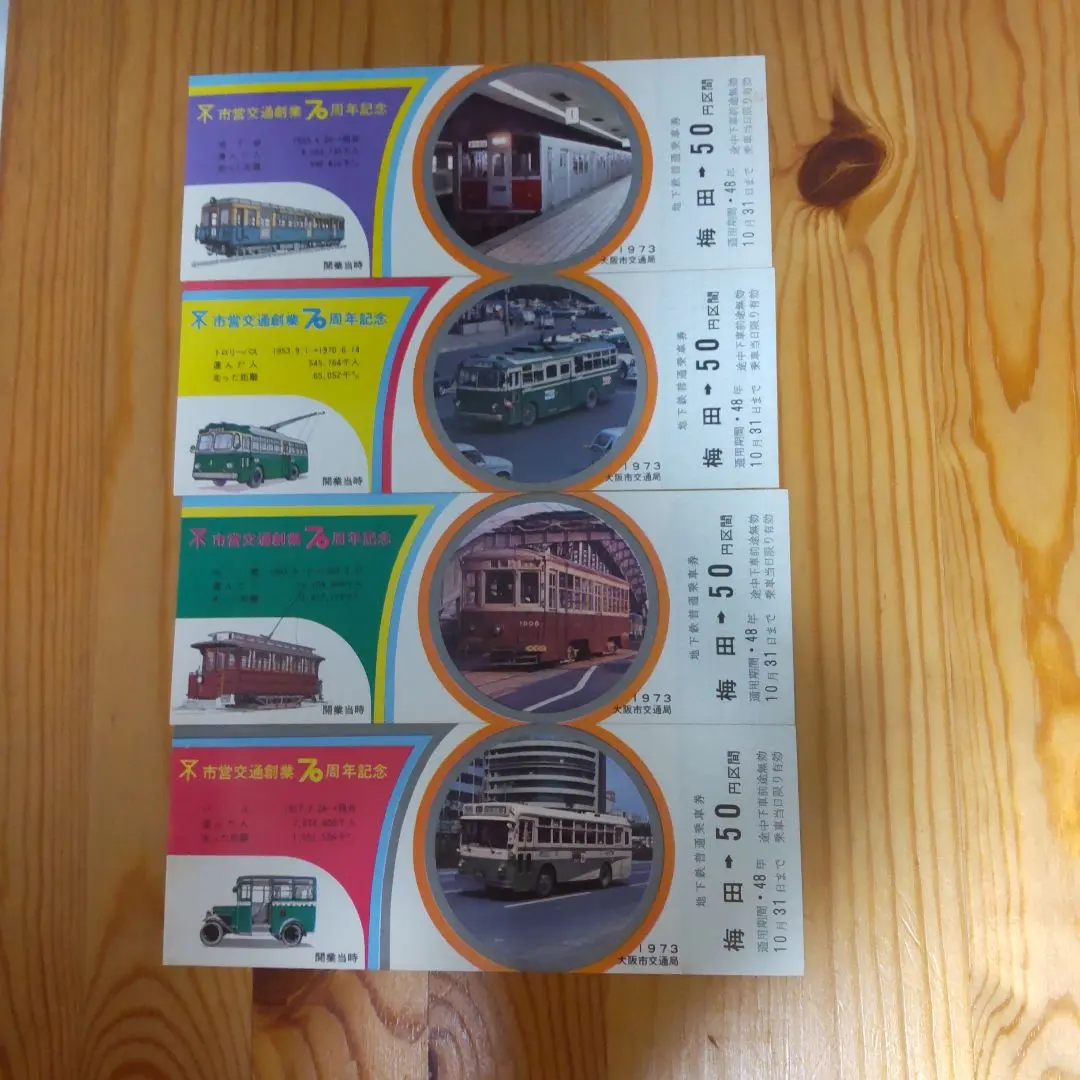 市営交通創業70周年記念
開業当時
1973
大阪市交通局
地下鉄普通乗車券
梅田➡50円区間
通用期間・48年 途中下車前途無効
10月31日まで 乗車当日限り有効
市営交通創業70周年記念
トロリーバス 1953.9.1→1970.6.14
運んだ人 545,764千人
走った距離 65,052千㌔
開業当時
1973
大阪市交通局
地下鉄普通乗車券
梅田➡50円区間
通用期間・48年 途中下車前途無効
10月31日まで 乗車当日限り有効
市営交通創業70周年記念
開業当時
1973
大阪市交通局
地下鉄普通乗車券
梅田➡50円区間
通用期間・48年 途中下車前途無効
10月31日まで 乗車当日限り有効
市営交通創業70周年記念
運んだ人
走った距離
開業当時
1973
大阪市交通局
地下鉄普通乗車券
梅田➡50円区間
通用期間・48年 途中下車前途無効
10月31日まで 乗車当日限り有効